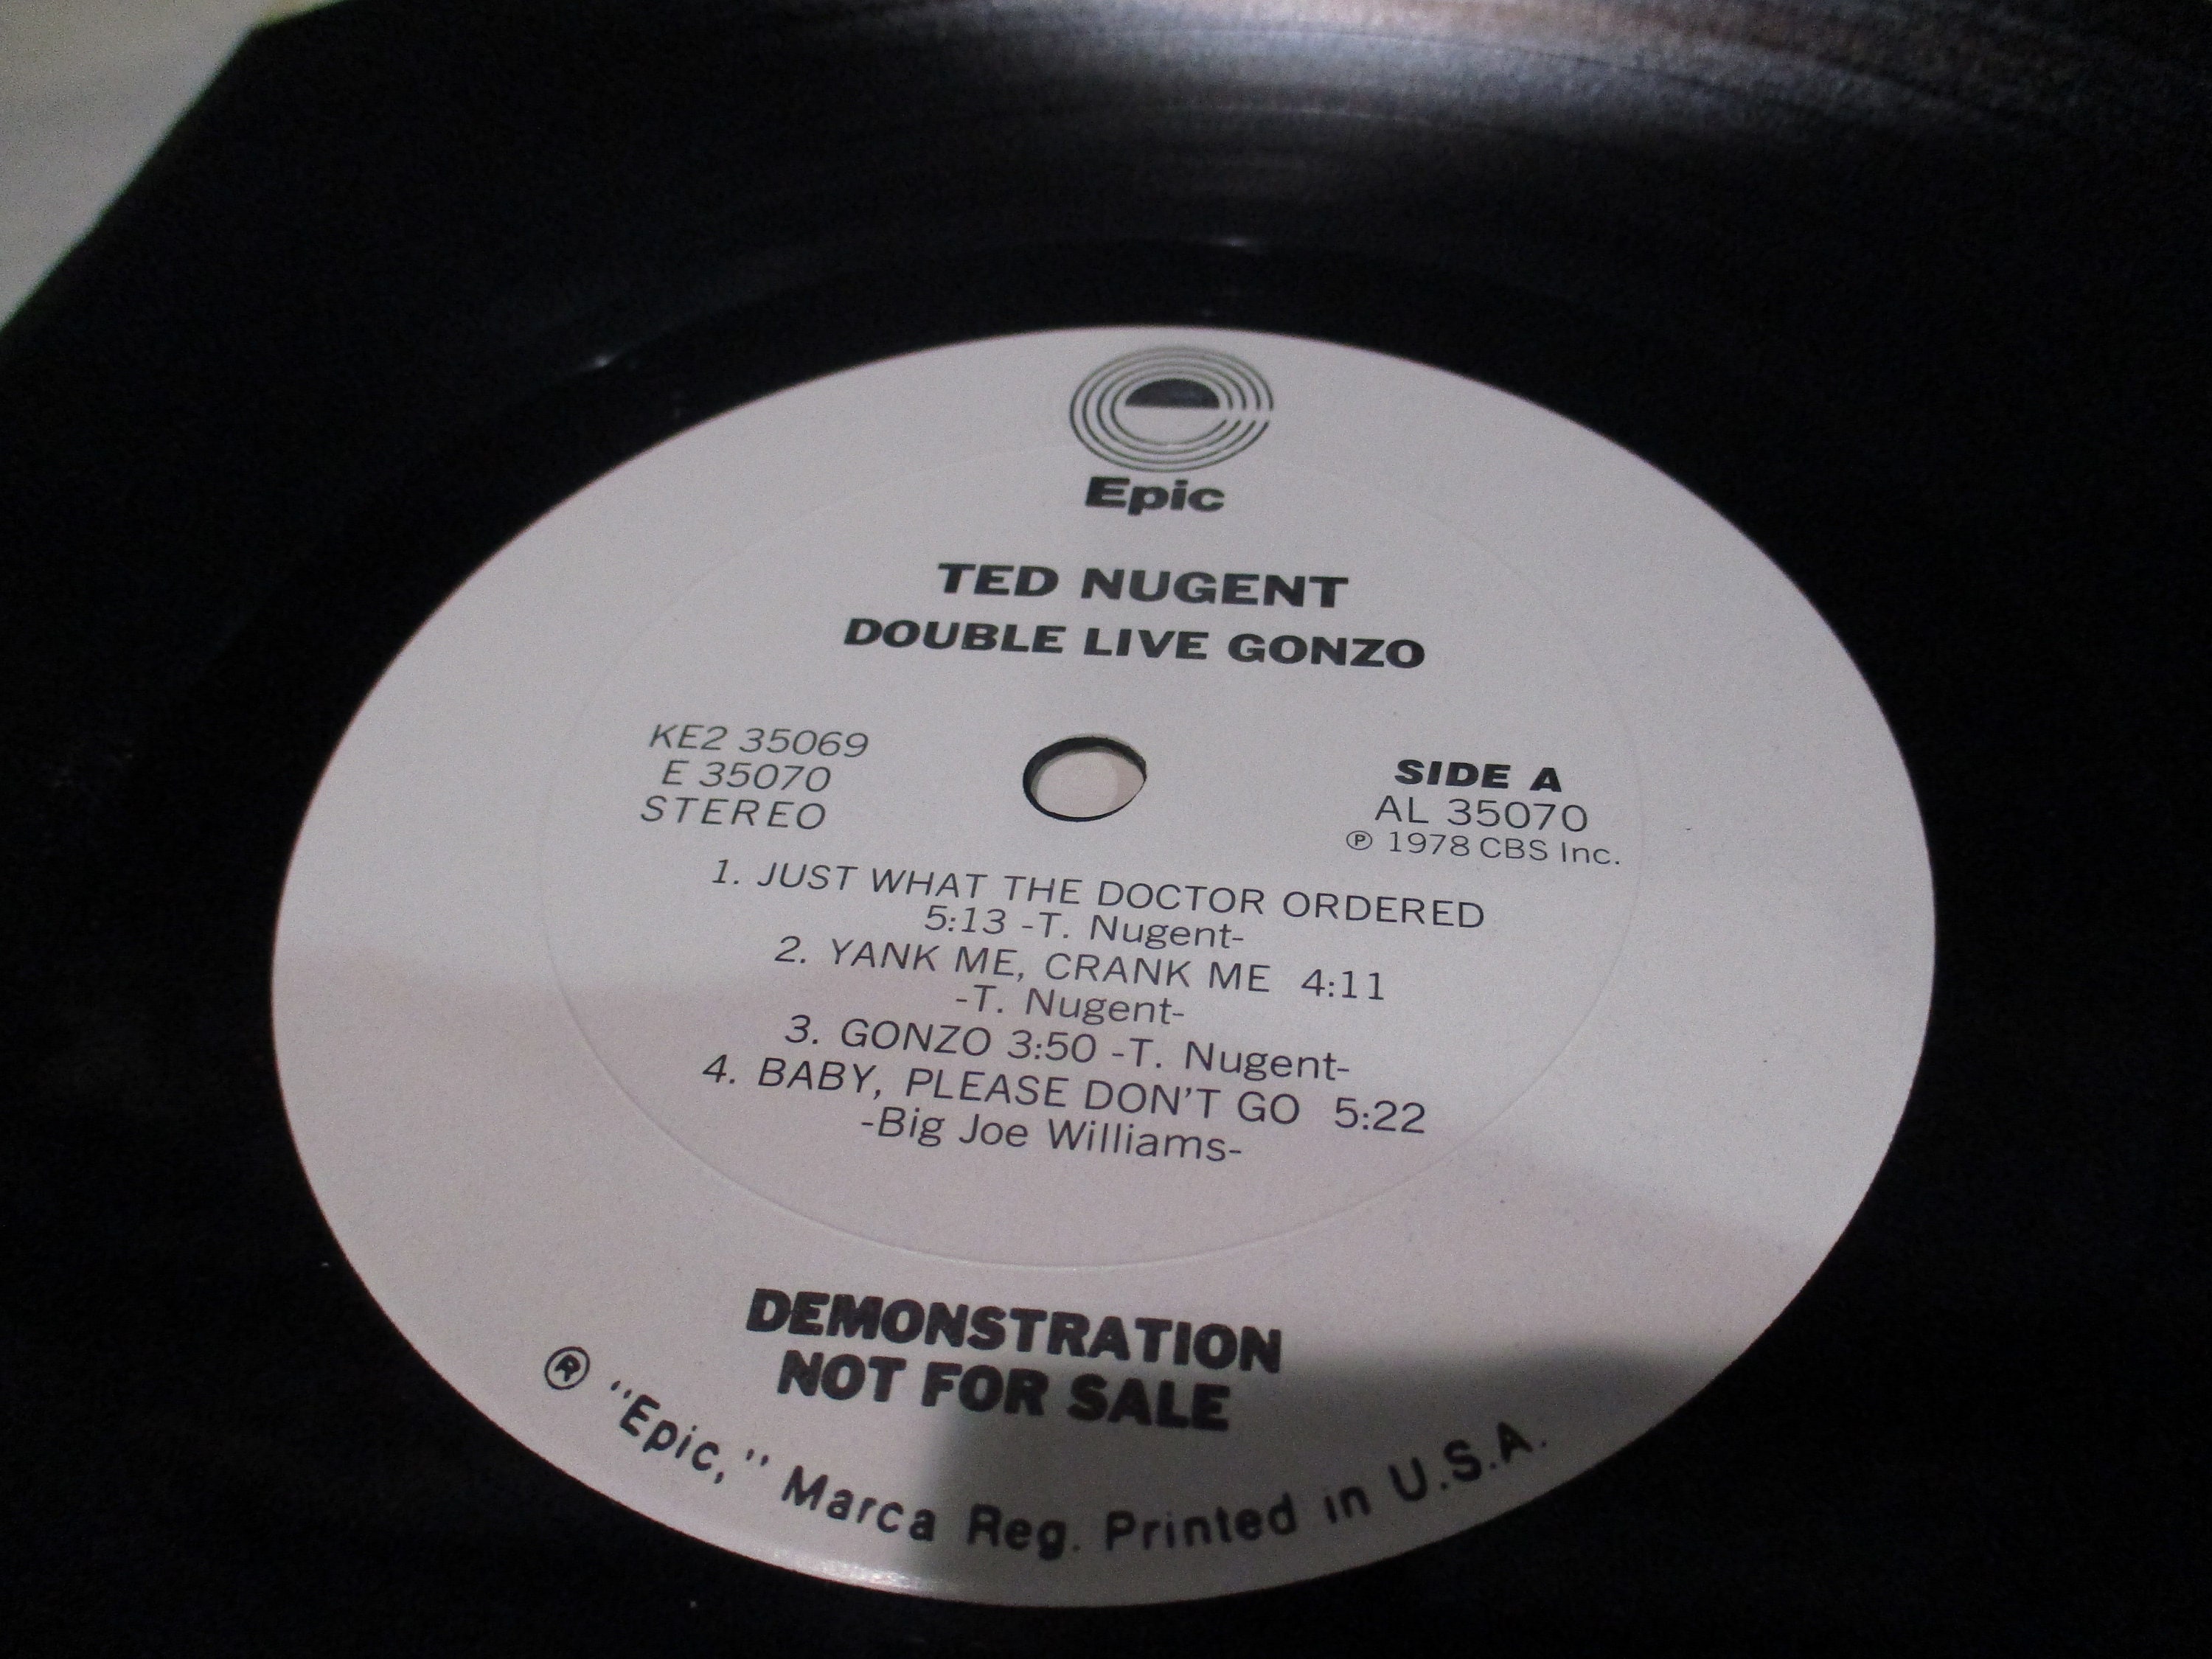 Epic
TED NUGENT
DOUBLE LIVE GONZO
KE2 35069
E 35070
STEREO
SIDE A
AL 35070
℗ 1978 CBS Inc.
1. JUST WHAT THE DOCTOR ORDERED
5:13 -T. Nugent-
2. YANK ME, CRANK ME 4:11
-T. Nugent-
3. GONZO 3:50 -T. Nugent-
4. BABY, PLEASE DON'T GO 5:22
-Big Joe Williams-
DEMONSTRATION
NOT FOR SALE
® "Epic," Marca Reg. Printed in U.S.A.